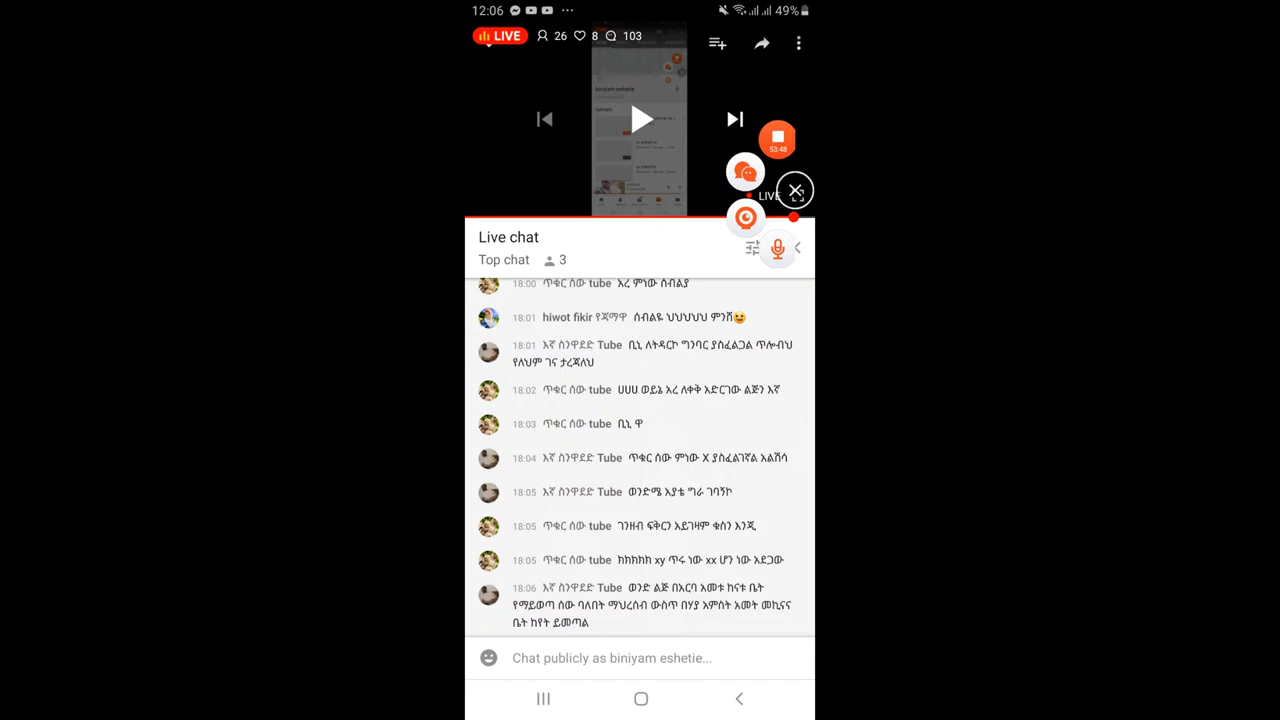 12:06 49%
LIVE 26 8 103
53:48
LIVE
Live chat
Top chat 3
18:00 ጥቁር ሰው tube አረ ምነው ሰብልያ
18:01 hiwot fikir የጃማዋ ሰብልዬ ህህህህህ ምንሽ😉
18:01 እኛ ስንዋደድ Tube ቢኒ ለትዳርኮ ግንባር ያስፈልጋል ጥሎብህ
የለህም ገና ታረጃለህ
18:02 ጥቁር ሰው tube ሀሀሀ ወይኔ አረ ለቀቅ አድርገው ልጅን እኛ
18:03 ጥቁር ሰው tube ቢኒ ዋ
18:04 እኛ ስንዋደድ Tube ጥቁር ሰው ምነው X ያስፈልገኛል አልሽሳ
18:05 እኛ ስንዋደድ Tube ወንድሜ አያቴ ግራ ገባኝኮ
18:05 ጥቁር ሰው tube ገንዘብ ፍቅርን አይገዛም ቁስን እንጂ
18:05 ጥቁር ሰው tube ክክክክክ xy ጥሩ ነው xx ሆን ነው አደጋው
18:06 እኛ ስንዋደድ Tube ወንድ ልጅ በአርባ አመቱ ከናቱ ቤት
የማይወጣ ሰው ባለበት ማህረሰብ ውስጥ በሃያ አምስት አመት መኪናና
ቤት ከየት ይመጣል
Chat publicly as biniyam eshetie...